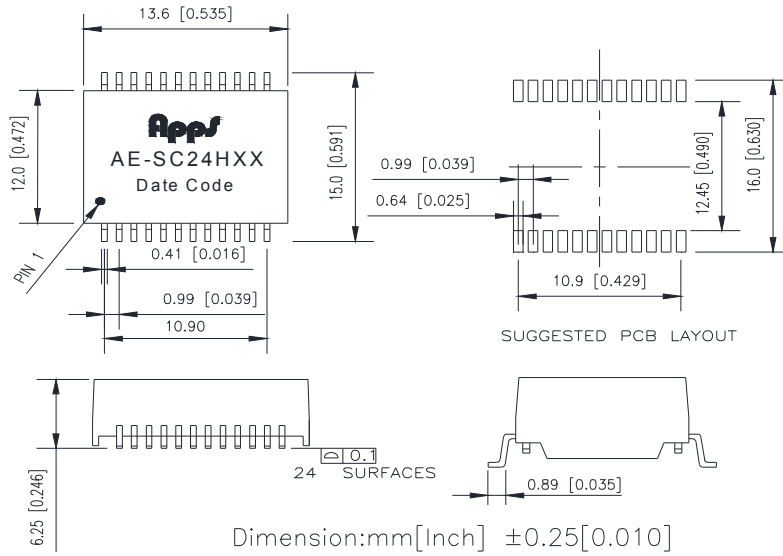 13.6 [0.535]
12.0 [0.472]
Apps
AE-SC24HXX
Date Code
15.0 [0.591]
PIN 1
0.41 [0.016]
0.99 [0.039]
10.90
0.99 [0.039]
0.64 [0.025]
12.45 [0.490]
16.0 [0.630]
10.9 [0.429]
SUGGESTED PCB LAYOUT
6.25 [0.246]
0.1
24 SURFACES
0.89 [0.035]
Dimension:mm[Inch] ±0.25[0.010]